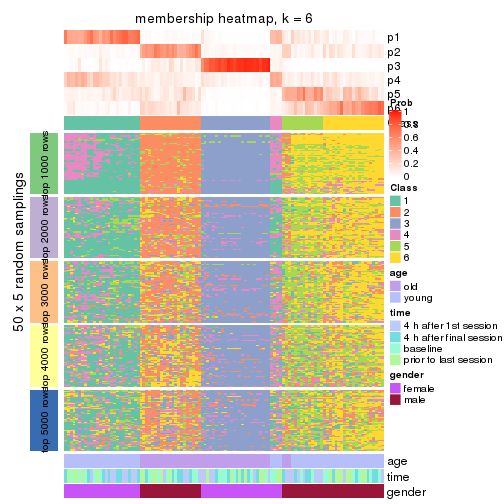 membership heatmap, k = 6
p1
p2
p3
p4
p5
p6
Prob
1
0.8
0.6
0.4
0.2
0
Class
1
2
3
4
5
6
age
old
young
time
4 h after 1st session
4 h after final session
baseline
prior to last session
gender
female
male
50 x 5 random samplings
top 1000 rows
top 2000 rows
top 3000 rows
top 4000 rows
top 5000 rows
age
time
gender